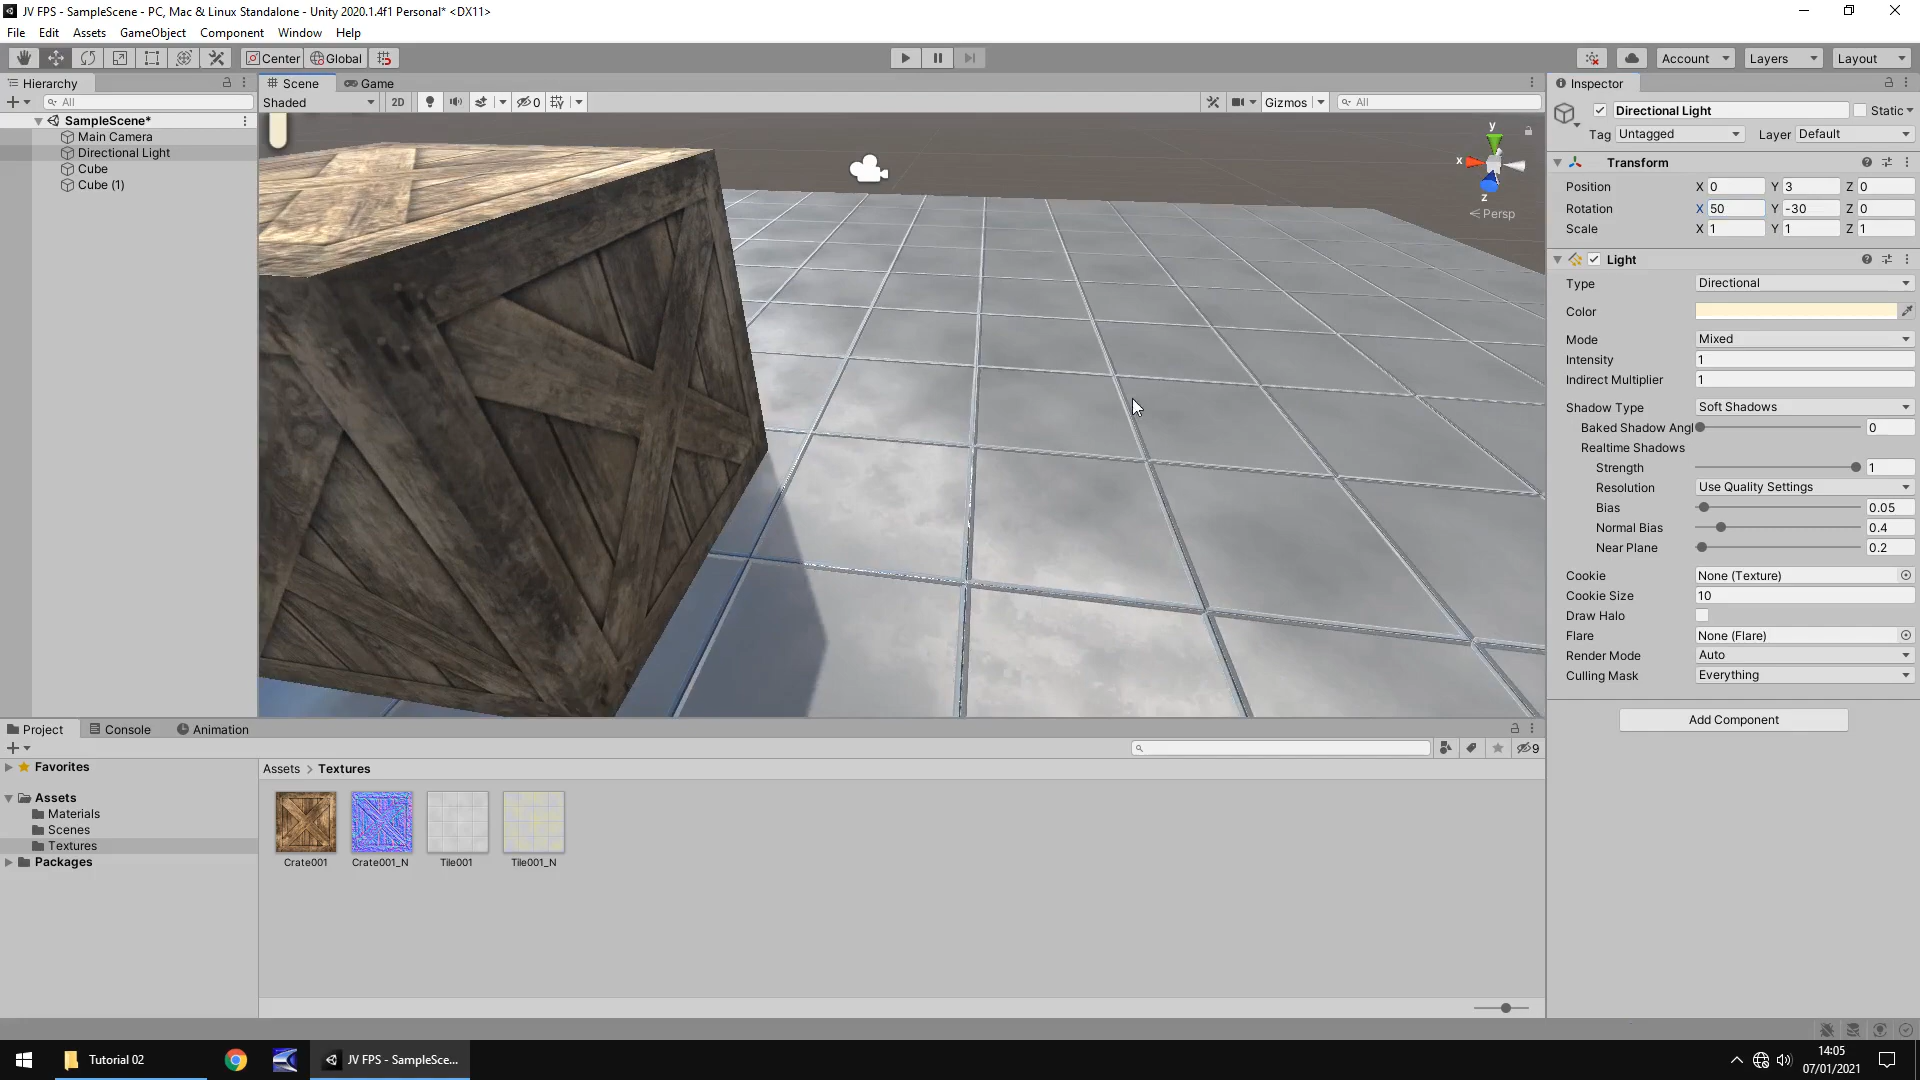 JV FPS - SampleScene - PC, Mac & Linux Standalone - Unity 2020.1.4f1 Personal* <DX11>
File Edit Assets GameObject Component Window Help
Center Global Account Layers Layout
Hierarchy
All
SampleScene*
Main Camera
Directional Light
Cube
Cube (1)
Scene Game
Shaded 2D 0 Gizmos All
y
x
z
Persp
Inspector
Directional Light Static
Tag Untagged Layer Default
Transform
Position X 0 Y 3 Z 0
Rotation X 50 Y -30 Z 0
Scale X 1 Y 1 Z 1
Light
Type Directional
Color
Mode Mixed
Intensity 1
Indirect Multiplier 1
Shadow Type Soft Shadows
Baked Shadow Angl 0
Realtime Shadows
Strength 1
Resolution Use Quality Settings
Bias 0.05
Normal Bias 0.4
Near Plane 0.2
Cookie None (Texture)
Cookie Size 10
Draw Halo
Flare None (Flare)
Render Mode Auto
Culling Mask Everything
Add Component
Project Console Animation
9
Favorites
Assets
Materials
Scenes
Textures
Packages
Assets > Textures
Crate001 Crate001_N Tile001 Tile001_N
Tutorial 02
JV FPS - SampleSce...
14:05
07/01/2021